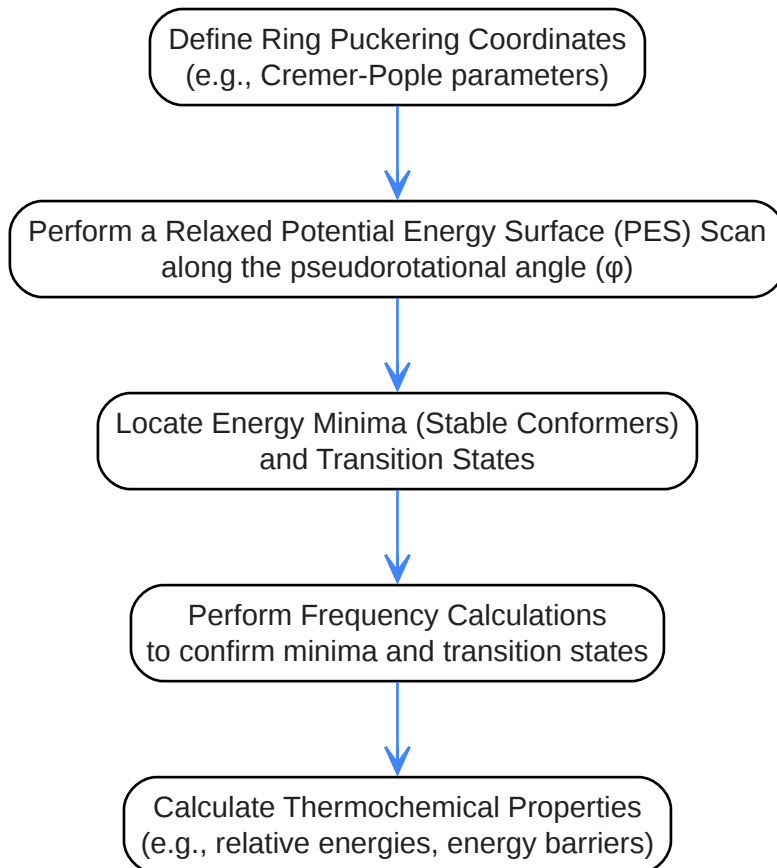 Define Ring Puckering Coordinates
(e.g., Cremer-Pople parameters)
Perform a Relaxed Potential Energy Surface (PES) Scan
along the pseudorotational angle (φ)
Locate Energy Minima (Stable Conformers)
and Transition States
Perform Frequency Calculations
to confirm minima and transition states
Calculate Thermochemical Properties
(e.g., relative energies, energy barriers)